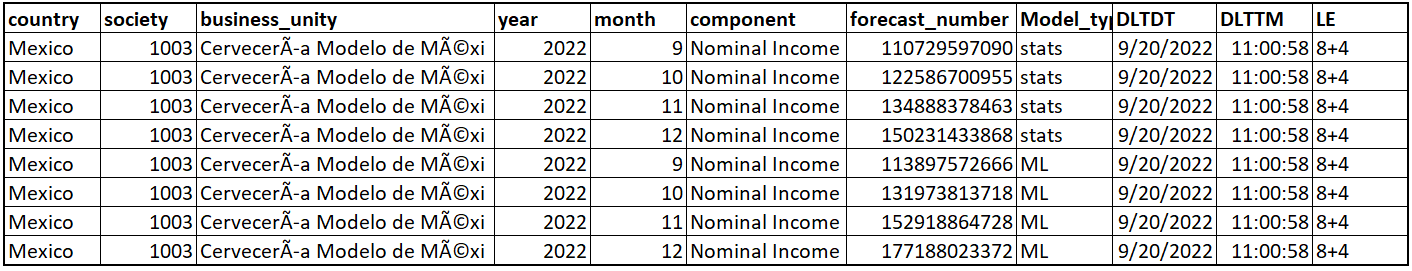 country society business_unity year month component forecast_number Model_typ DLTDT DLTTM LE
Mexico 1003 CervecerÃ-a Modelo de MÃ©xi 2022 9 Nominal Income 110729597090 stats 9/20/2022 11:00:58 8+4
Mexico 1003 CervecerÃ-a Modelo de MÃ©xi 2022 10 Nominal Income 122586700955 stats 9/20/2022 11:00:58 8+4
Mexico 1003 CervecerÃ-a Modelo de MÃ©xi 2022 11 Nominal Income 134888378463 stats 9/20/2022 11:00:58 8+4
Mexico 1003 CervecerÃ-a Modelo de MÃ©xi 2022 12 Nominal Income 150231433868 stats 9/20/2022 11:00:58 8+4
Mexico 1003 CervecerÃ-a Modelo de MÃ©xi 2022 9 Nominal Income 113897572666 ML 9/20/2022 11:00:58 8+4
Mexico 1003 CervecerÃ-a Modelo de MÃ©xi 2022 10 Nominal Income 131973813718 ML 9/20/2022 11:00:58 8+4
Mexico 1003 CervecerÃ-a Modelo de MÃ©xi 2022 11 Nominal Income 152918864728 ML 9/20/2022 11:00:58 8+4
Mexico 1003 CervecerÃ-a Modelo de MÃ©xi 2022 12 Nominal Income 177188023372 ML 9/20/2022 11:00:58 8+4